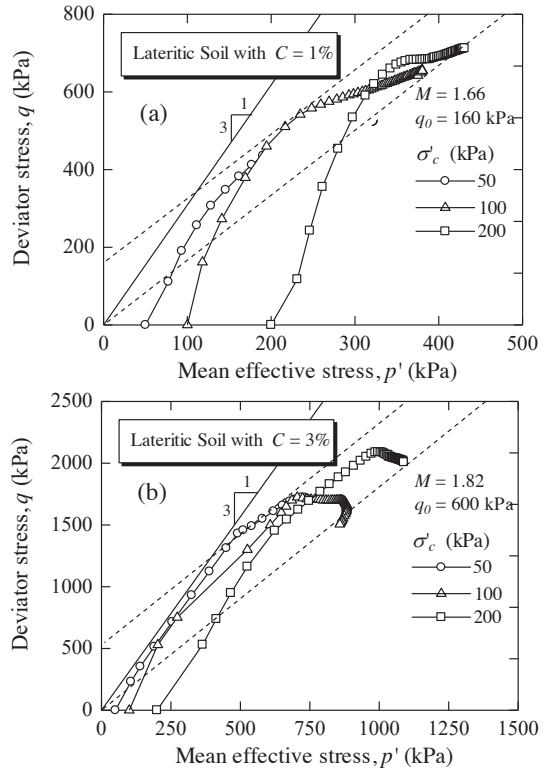 800
600
400
200
0
Deviator stress, q (kPa)
Lateritic Soil with C = 1%
1
3
(a)
M = 1.66
q0 = 160 kPa
σ'c (kPa)
50
100
200
0 100 200 300 400 500
Mean effective stress, p' (kPa)
2500
2000
1500
1000
500
0
Deviator stress, q (kPa)
Lateritic Soil with C = 3%
1
3
(b)
M = 1.82
q0 = 600 kPa
σ'c (kPa)
50
100
200
0 250 500 750 1000 1250 1500
Mean effective stress, p' (kPa)